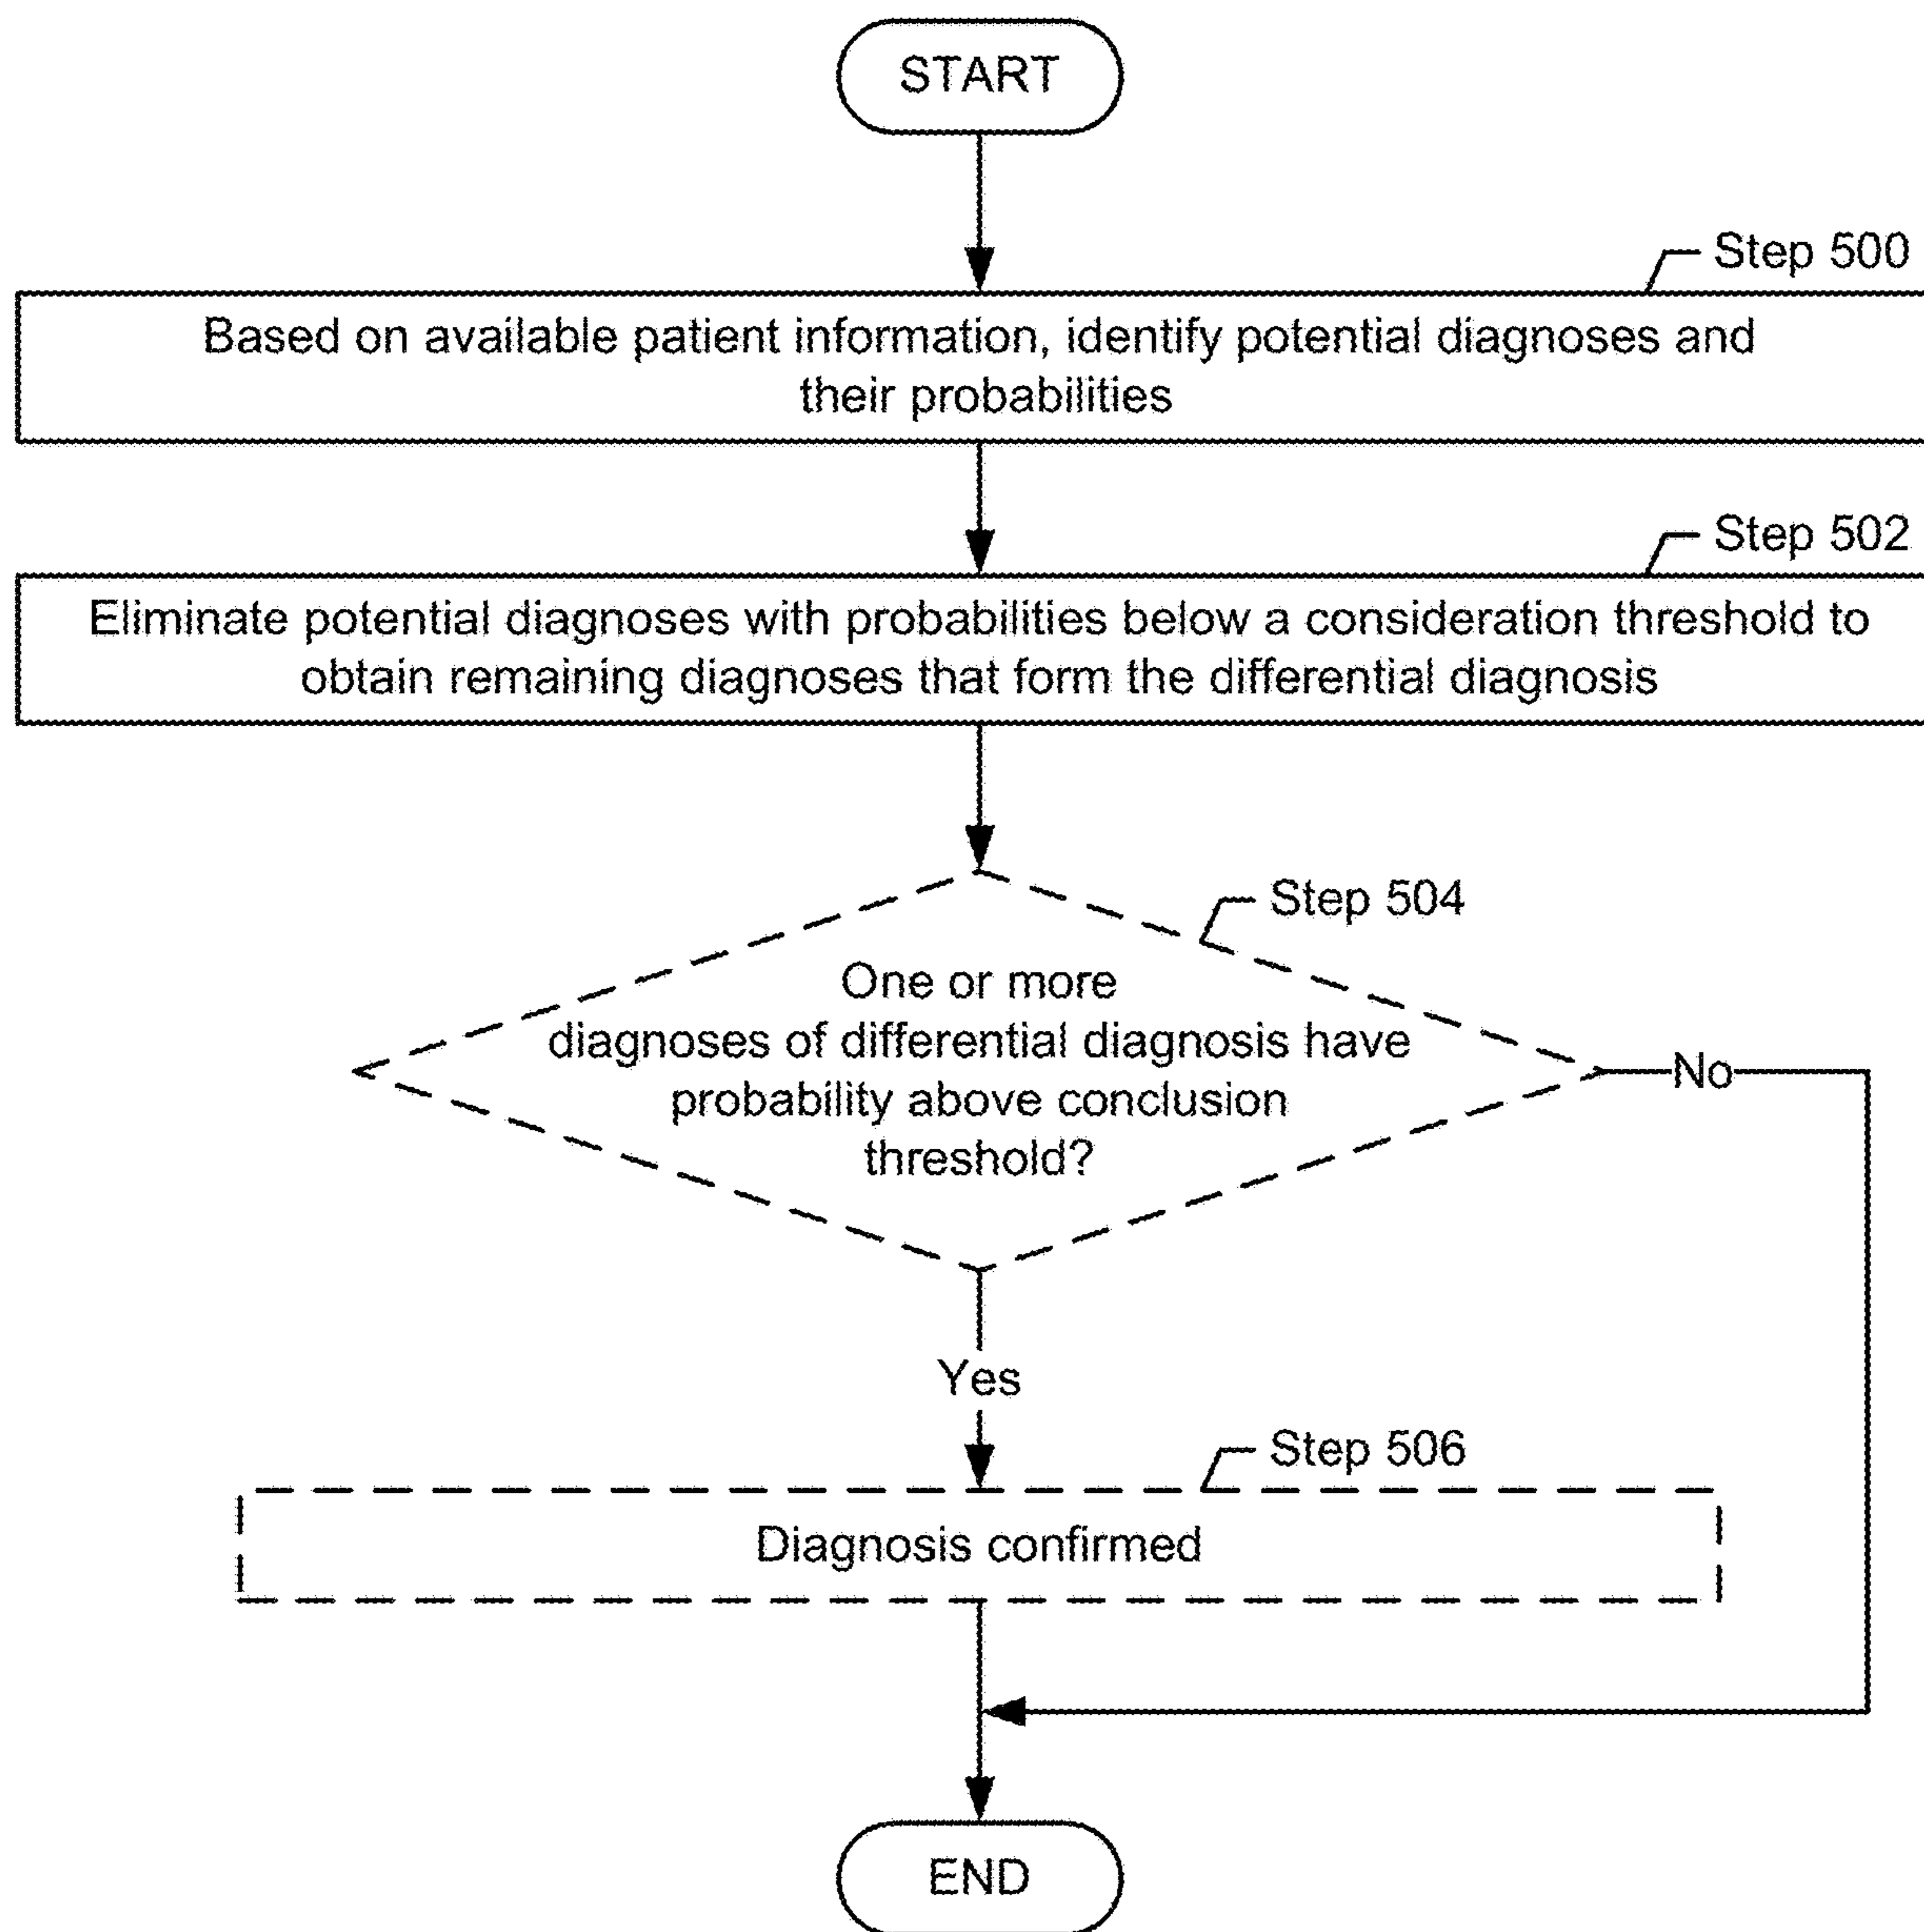 START
Step 500
Based on available patient information, identify potential diagnoses and
their probabilities
Step 502
Eliminate potential diagnoses with probabilities below a consideration threshold to
obtain remaining diagnoses that form the differential diagnosis
Step 504
One or more
diagnoses of differential diagnosis have
probability above conclusion
threshold?
No
Yes
Step 506
Diagnosis confirmed
END